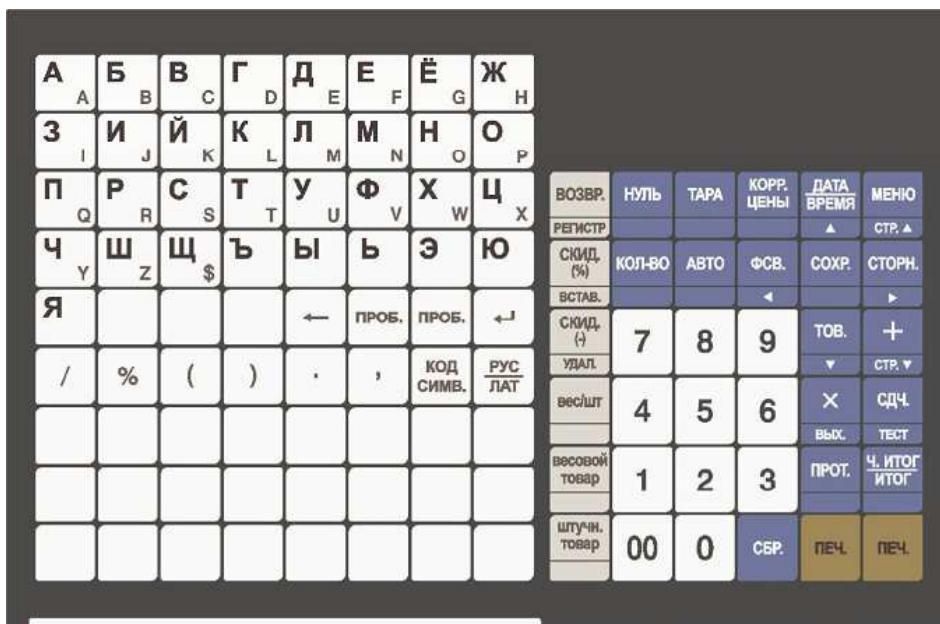 А A Б B В C Г D Д E Е F Ё G Ж H
З I И J Й K К L Л M М N Н O О P
П Q Р R С S Т T У U Ф V Х W Ц X
Ч Y Ш Z Щ $ Ъ Ы Ь Э Ю
Я ← ПРОБ. ПРОБ. ↵
/ % ( ) . , КОД СИМВ. РУС ЛАТ
ВОЗВР. НУЛЬ ТАРА КОРР. ЦЕНЫ ДАТА ВРЕМЯ МЕНЮ
РЕГИСТР ▲ СТР. ▲
СКИД. (%) КОЛ-ВО АВТО ФСВ. СОХР. СТОРН.
ВСТАВ. ◄ ►
СКИД. (-) 7 8 9 ТОВ. +
УДАЛ. ▼ СТР. ▼
вес/шт 4 5 6 × СДЧ.
ВЫХ. ТЕСТ
весовой товар 1 2 3 ПРОТ. Ч. ИТОГ ИТОГ
штучн. товар 00 0 СБР. ПЕЧ. ПЕЧ.